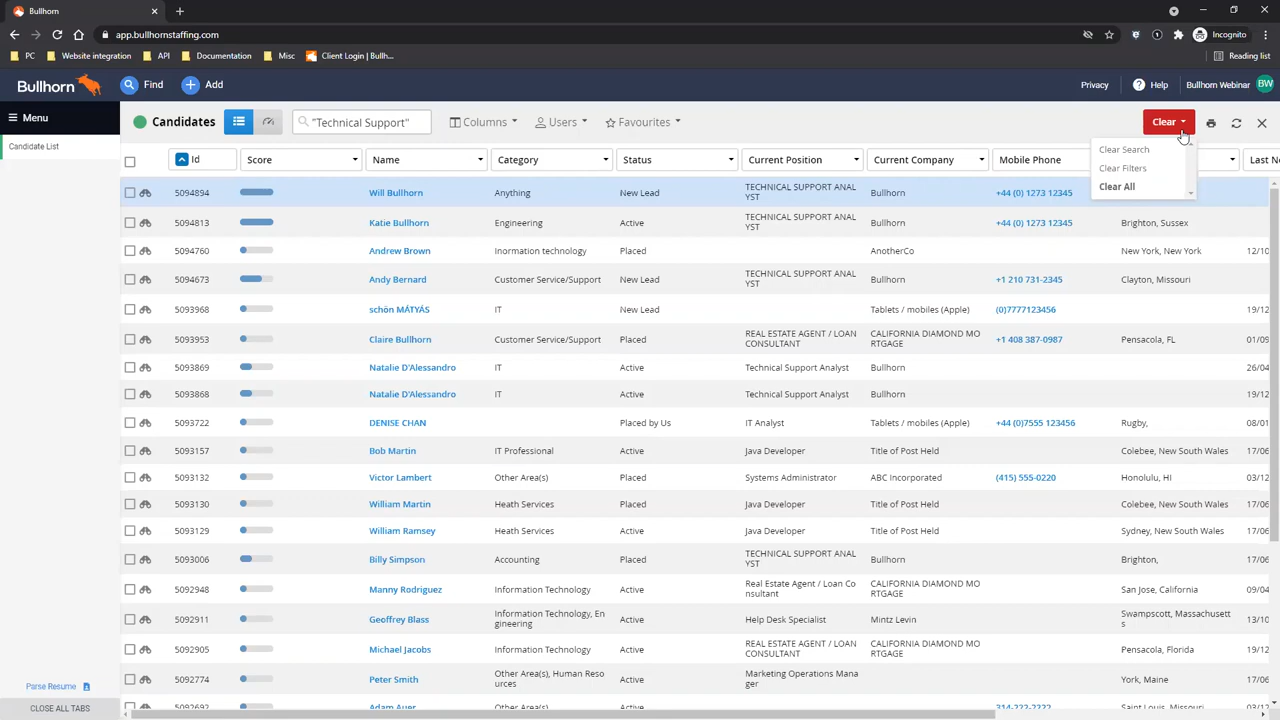 Bullhorn
app.bullhornstaffing.com
Incognito
PC
Website integration
API
Documentation
Misc
Client Login | Bullh...
Reading list
Bullhorn
Find
Add
Privacy
Help
Bullhorn Webinar
BW
Menu
Candidates
"Technical Support"
Columns
Users
Favourites
Clear
Clear Search
Clear Filters
Clear All
Candidate List
Id Score Name Category Status Current Position Current Company Mobile Phone Last N
5094894 Will Bullhorn Anything New Lead TECHNICAL SUPPORT ANAL Bullhorn +44 (0) 1273 12345
YST
5094813 Katie Bullhorn Engineering Active TECHNICAL SUPPORT ANAL Bullhorn +44 (0) 1273 12345 Brighton, Sussex
YST
5094760 Andrew Brown Inormation technology Placed AnotherCo New York, New York 12/10
5094673 Andy Bernard Customer Service/Support New Lead TECHNICAL SUPPORT ANAL Bullhorn +1 210 731-2345 Clayton, Missouri
YST
5093968 schön MÁTYÁS IT New Lead Tablets / mobiles (Apple) (0)7777123456 19/12
5093953 Claire Bullhorn Customer Service/Support Placed REAL ESTATE AGENT / LOAN CALIFORNIA DIAMOND MO +1 408 387-0987 Pensacola, FL 01/09
CONSULTANT RTGAGE
5093869 Natalie D'Alessandro IT Active Technical Support Analyst Bullhorn 26/04
5093868 Natalie D'Alessandro IT Active Technical Support Analyst Bullhorn 19/12
5093722 DENISE CHAN Placed by Us IT Analyst Tablets / mobiles (Apple) +44 (0)7555 123456 Rugby, 08/01
5093157 Bob Martin IT Professional Active Java Developer Title of Post Held Colebee, New South Wales 17/06
5093132 Victor Lambert Other Area(s) Placed Systems Administrator ABC Incorporated (415) 555-0220 Honolulu, HI 03/12
5093130 William Martin Heath Services Placed Java Developer Title of Post Held Colebee, New South Wales 17/06
5093129 William Ramsey Heath Services Active Java Developer Title of Post Held Sydney, New South Wales 17/06
5093006 Billy Simpson Accounting Placed TECHNICAL SUPPORT ANAL Bullhorn Brighton, 17/06
YST
5092948 Manny Rodriguez Information Technology Active Real Estate Agent / Loan Co CALIFORNIA DIAMOND MO San Jose, California 09/04
nsultant RTGAGE
5092911 Geoffrey Blass Information Technology, En Active Help Desk Specialist Mintz Levin Swampscott, Massachusett 13/10
gineering s
5092905 Michael Jacobs Information Technology Active REAL ESTATE AGENT / LOAN CALIFORNIA DIAMOND MO Pensacola, Florida 19/12
CONSULTANT RTGAGE
5092774 Peter Smith Other Area(s), Human Reso Active Marketing Operations Mana York, Maine 17/06
urces ger
5092692 Adam Auer Active 314-222-2222 Saint Louis, Missouri
Parse Resume
CLOSE ALL TABS